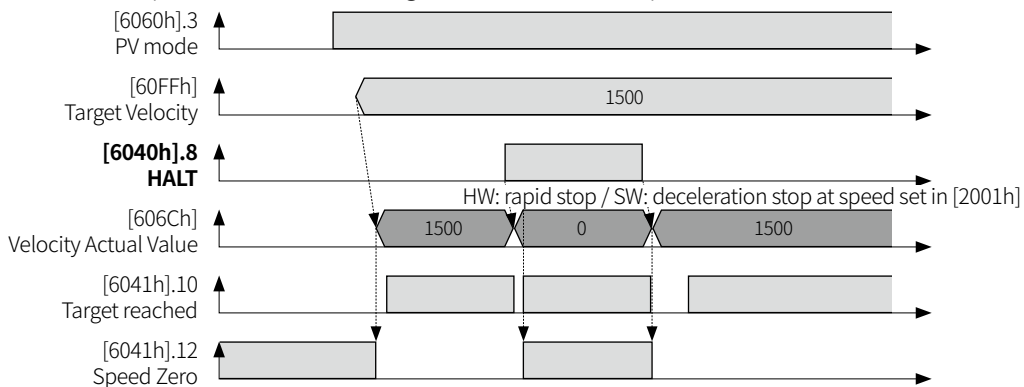 [6060h].3
PV mode
[60FFh]
Target Velocity
1500
[6040h].8
HALT
HW: rapid stop / SW: deceleration stop at speed set in [2001h]
[606Ch]
Velocity Actual Value
1500
0
1500
[6041h].10
Target reached
[6041h].12
Speed Zero